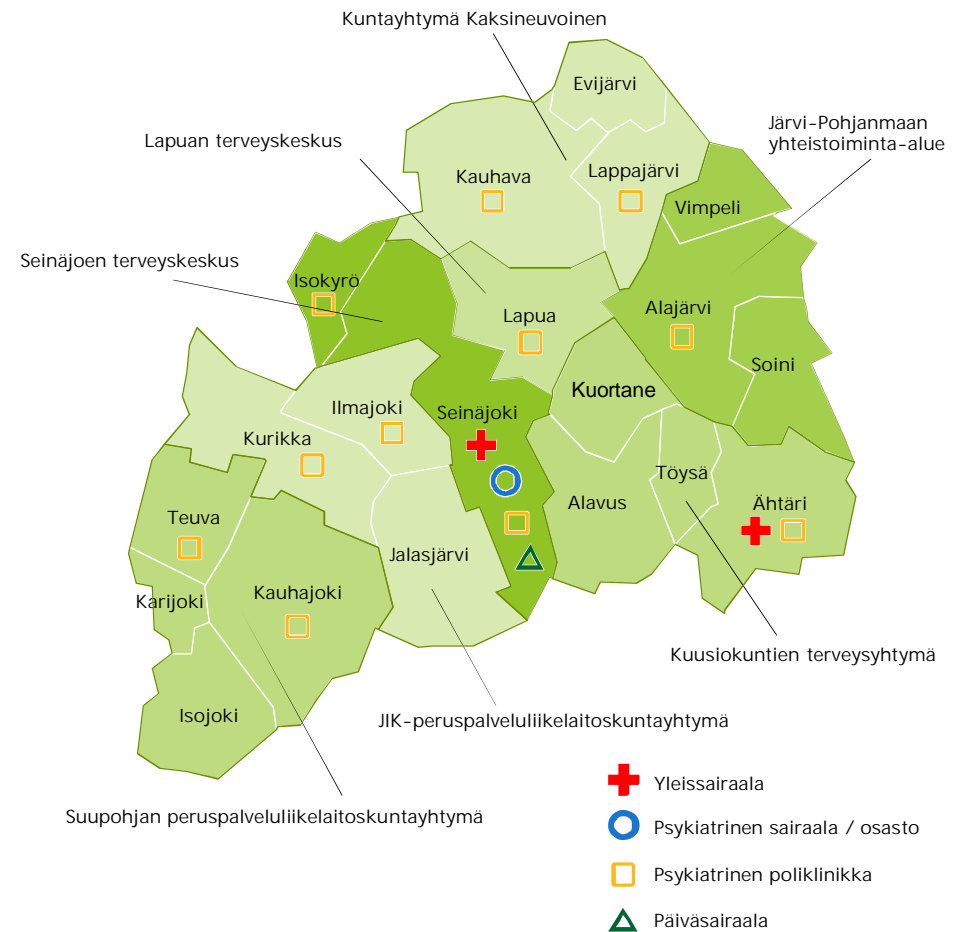 Kuntayhtymä Kaksineuvoinen
Evijärvi
Järvi-Pohjanmaan
yhteistoiminta-alue
Lapuan terveyskeskus
Kauhava
Lappajärvi
Vimpeli
Seinäjoen terveyskeskus
Isokyrö
Lapua
Alajärvi
Soini
Kuortane
Ilmajoki
Seinäjoki
Kurikka
Töysä
Alavus
Ähtäri
Teuva
Jalasjärvi
Karijoki
Kauhajoki
Kuusiokuntien terveysyhtymä
Isojoki
JIK-peruspalveluliikelaitoskuntayhtymä
Suupohjan peruspalveluliikelaitoskuntayhtymä
Yleissairaala
Psykiatrinen sairaala / osasto
Psykiatrinen poliklinikka
Päiväsairaala